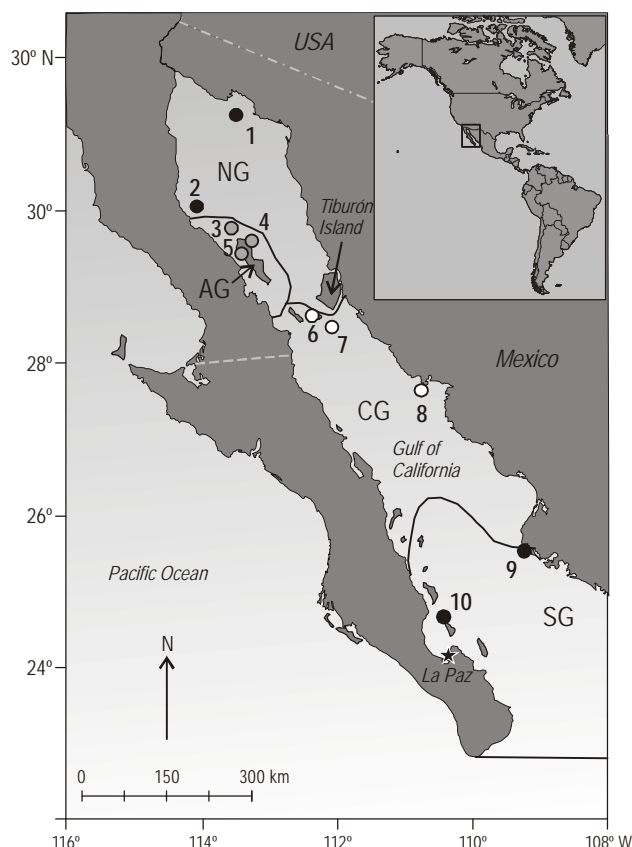 30º N
USA
1
NG
30º
2
Tiburón
Island
3
4
5
AG
6
7
28º
Mexico
8
CG
Gulf of
California
26º
9
Pacific Ocean
10
SG
N
24º
La Paz
0 150 300 km
116º 114º 112º 110º 108º W